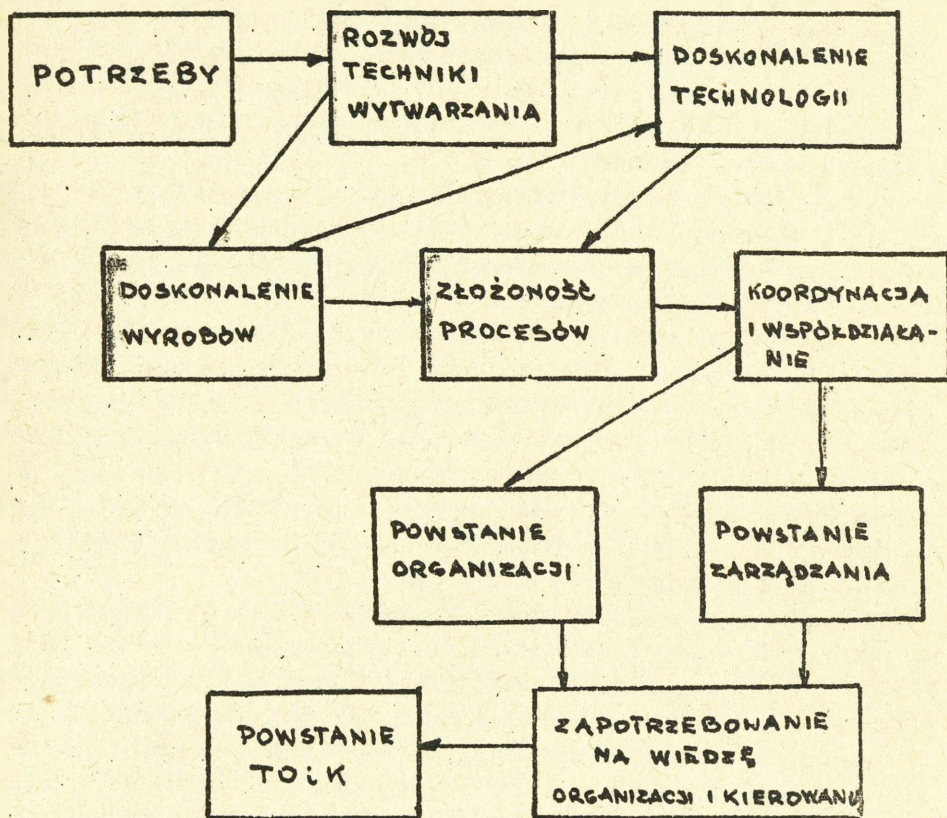 POTRZEBY
ROZWÓJ
TECHNIKI
WYTWARZANIA
DOSKONALENIE
TECHNOLOGII
DOSKONALENIE
WYROBÓW
ZŁOŻONOŚĆ
PROCESÓW
KOORDYNACJA
I WSPÓŁDZIAŁA-
NIE
POWSTANIE
ORGANIZACJI
POWSTANIE
ZARZĄDZANIA
POWSTANIE
TOiK
ZAPOTRZEBOWANIE
NA WIEDZĘ
ORGANIZACJI I KIEROWANIU